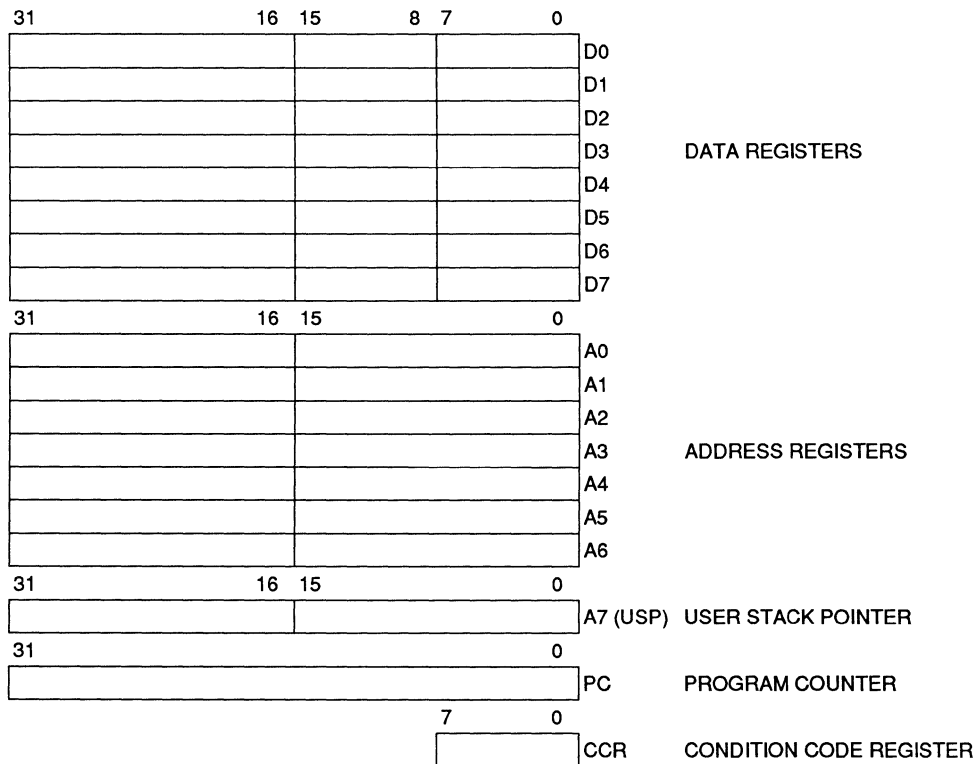 31 16 15 8 7 0
D0
D1
D2
D3 DATA REGISTERS
D4
D5
D6
D7
31 16 15 0
A0
A1
A2
A3 ADDRESS REGISTERS
A4
A5
A6
31 16 15 0
A7 (USP) USER STACK POINTER
31 0
PC PROGRAM COUNTER
7 0
CCR CONDITION CODE REGISTER